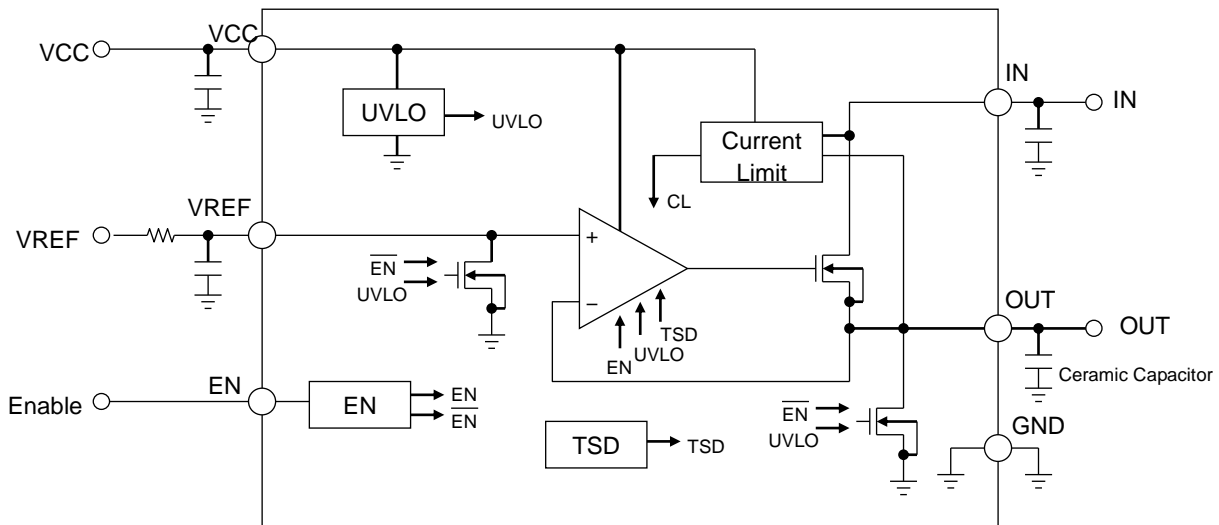 VCC
VCC
IN
IN
UVLO
UVLO
Current
Limit
CL
VREF
VREF
+
EN
UVLO
−
TSD
UVLO
EN
OUT
OUT
Ceramic Capacitor
EN
Enable
EN
EN
EN
EN
UVLO
GND
TSD
TSD